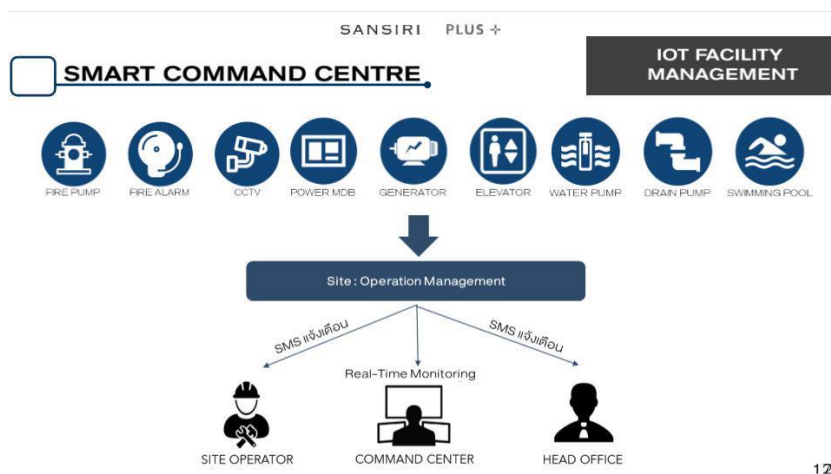 SANSIRI PLUS
IOT FACILITY
MANAGEMENT
SMART COMMAND CENTRE
FIRE PUMP
FIRE ALARM
CCTV
POWER MDB
GENERATOR
ELEVATOR
WATER PUMP
DRAIN PUMP
SWIMMING POOL
Site : Operation Management
SMS แจ้งเตือน
SMS แจ้งเตือน
Real-Time Monitoring
SITE OPERATOR
COMMAND CENTER
HEAD OFFICE
12